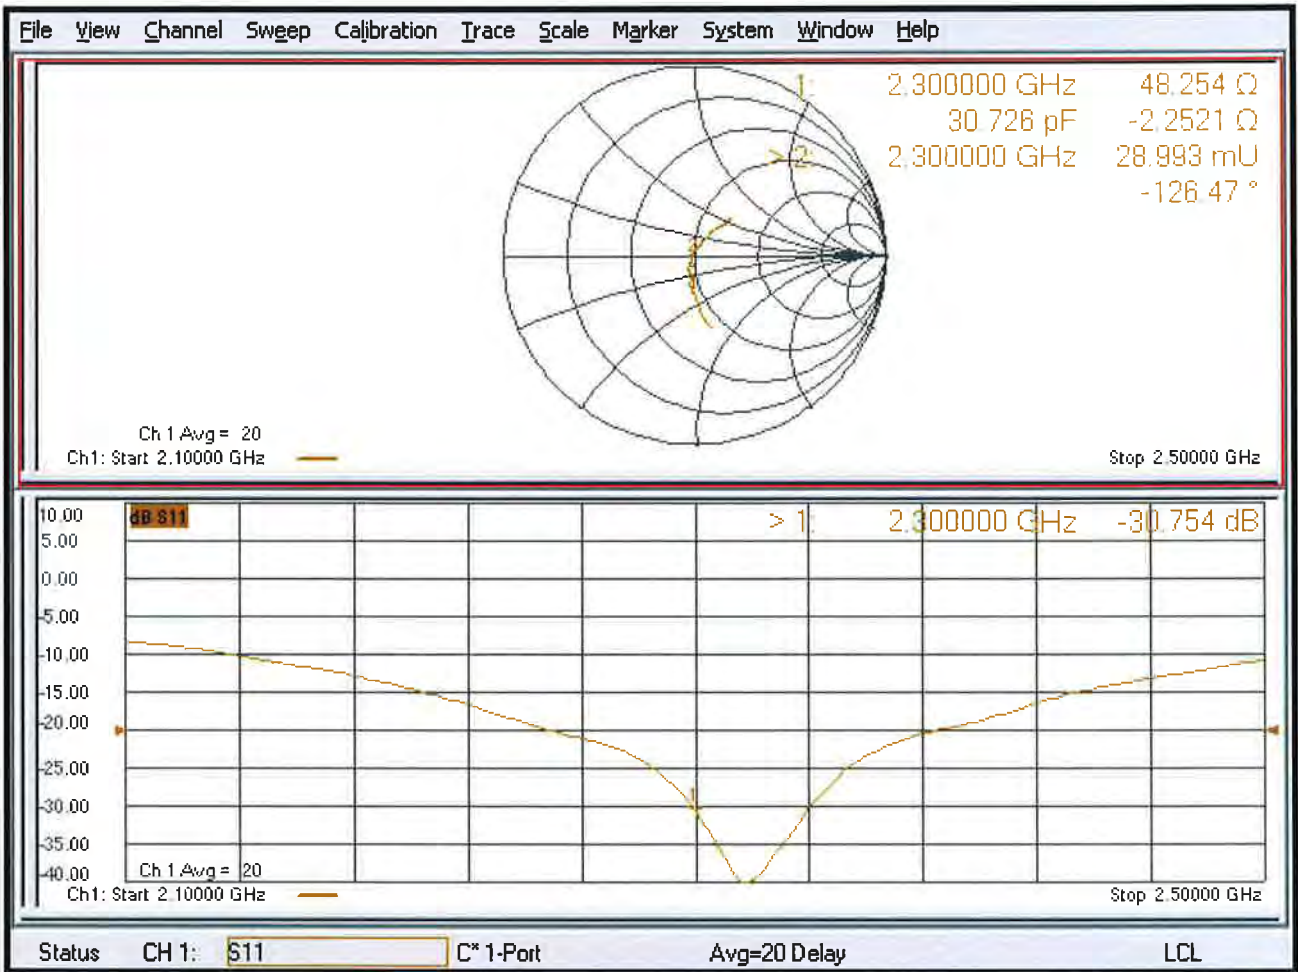 File View Channel Sweep Calibration Trace Scale Marker System Window Help
1: 2.300000 GHz 48.254 Ω
30.726 pF -2.2521 Ω
> 2: 2.300000 GHz 28.993 mU
-126.47 °
Ch 1 Avg = 20
Ch1: Start 2.10000 GHz Stop 2.50000 GHz
10.00 dB S11 > 1: 2.300000 GHz -30.754 dB
5.00
0.00
-5.00
-10.00
-15.00
-20.00
-25.00
-30.00 1
-35.00
-40.00 Ch 1 Avg = 20
Ch1: Start 2.10000 GHz Stop 2.50000 GHz
Status CH 1: S11 C* 1-Port Avg=20 Delay LCL